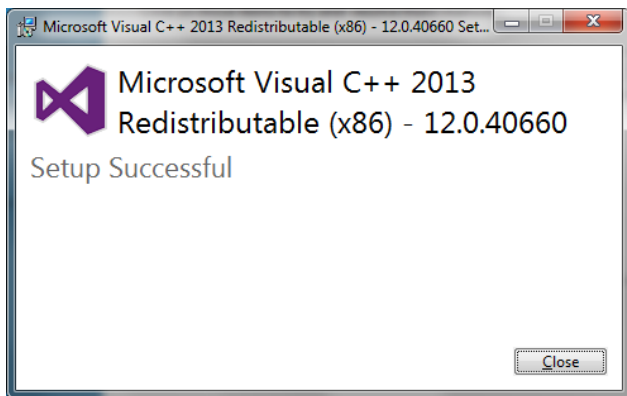 Microsoft Visual C++ 2013 Redistributable (x86) - 12.0.40660 Set...
Microsoft Visual C++ 2013
Redistributable (x86) - 12.0.40660
Setup Successful
Close